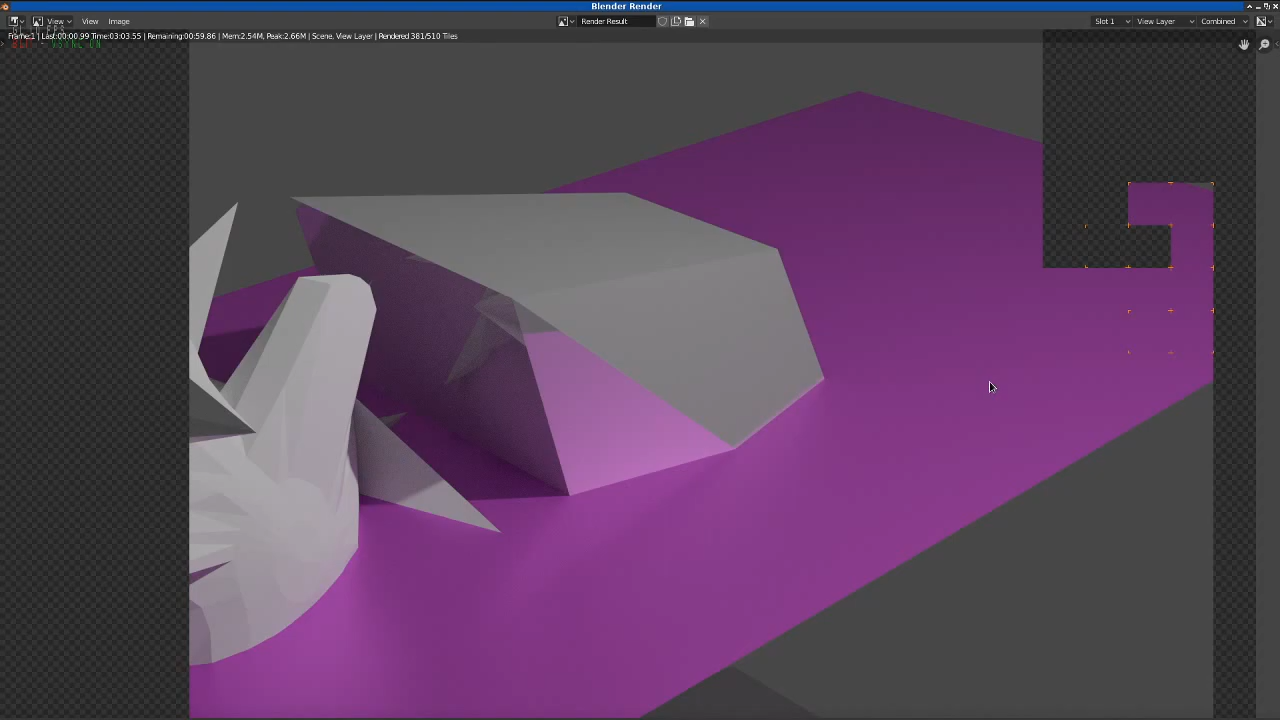 Blender Render
View View Image Render Result Slot 1 View Layer Combined
Frame:1 | Last:00:00.99 Time:03:03.55 | Remaining:00:59.86 | Mem:2.54M, Peak:2.66M | Scene, View Layer | Rendered 381/510 Tiles